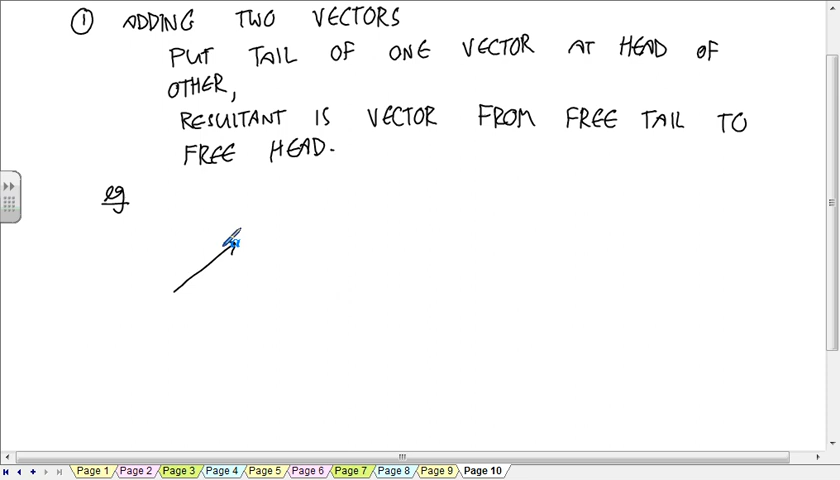 ① ADDING TWO VECTORS
PUT TAIL OF ONE VECTOR AT HEAD OF
OTHER,
RESULTANT IS VECTOR FROM FREE TAIL TO
FREE HEAD.
eg
Page 1 Page 2 Page 3 Page 4 Page 5 Page 6 Page 7 Page 8 Page 9 Page 10